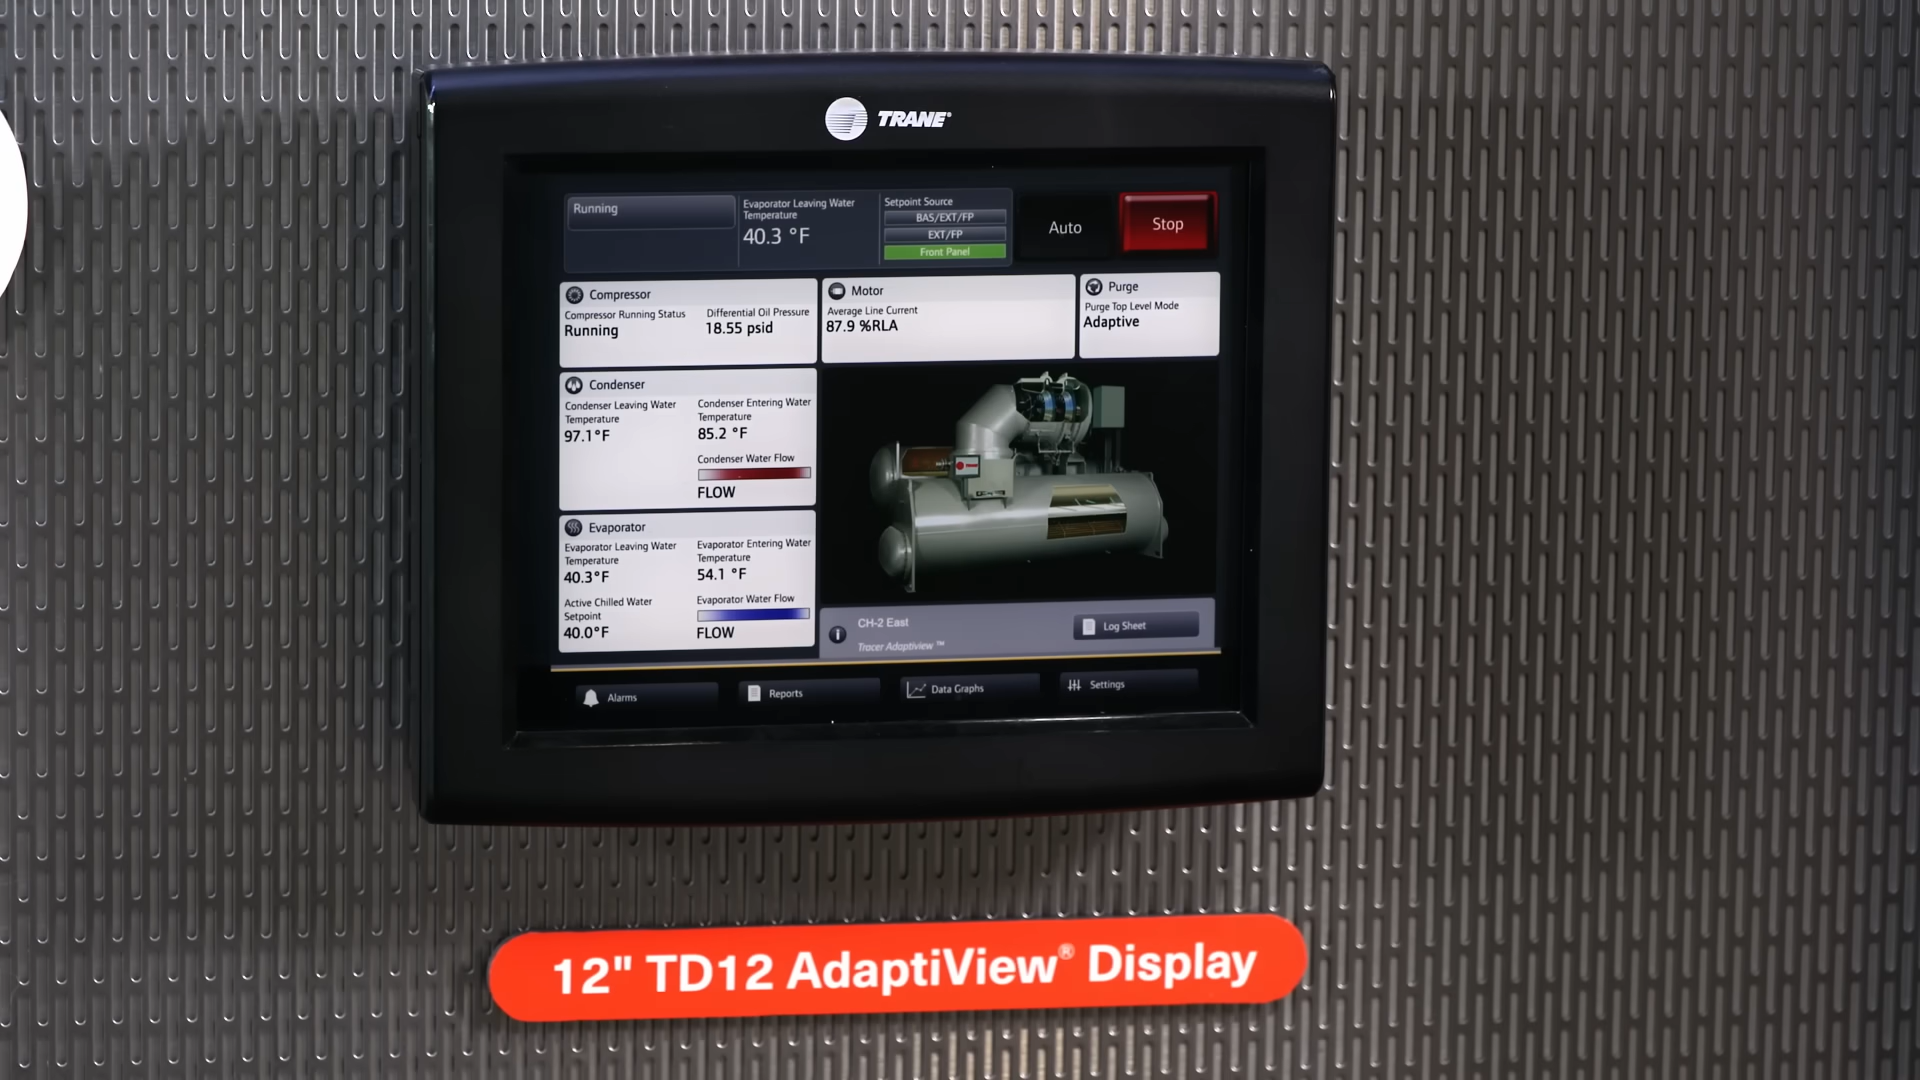 TRANE®
Running
Evaporator Leaving Water
Temperature
40.3 °F
Setpoint Source
BAS/EXT/FP
EXT/FP
Front Panel
Auto
Stop
Compressor
Compressor Running Status
Running
Differential Oil Pressure
18.55 psid
Motor
Average Line Current
87.9 %RLA
Purge
Purge Top Level Mode
Adaptive
Condenser
Condenser Leaving Water
Temperature
97.1°F
Condenser Entering Water
Temperature
85.2 °F
Condenser Water Flow
FLOW
Evaporator
Evaporator Leaving Water
Temperature
40.3°F
Evaporator Entering Water
Temperature
54.1 °F
Active Chilled Water
Setpoint
40.0°F
Evaporator Water Flow
FLOW
CH-2 East
Tracer Adaptiview ™
Log Sheet
Alarms
Reports
Data Graphs
Settings
12" TD12 AdaptiView® Display